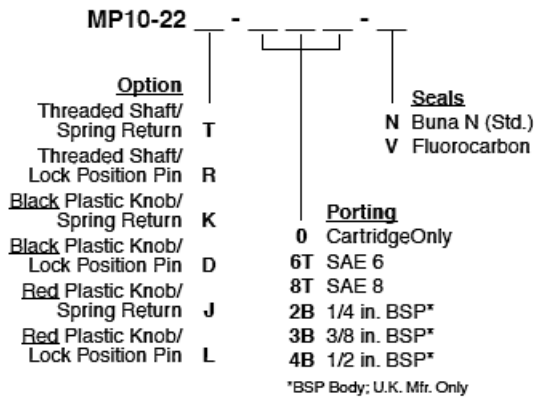 MP10-22 __ - __ __ __ - __
Option
Threaded Shaft/
Spring Return T
Threaded Shaft/
Lock Position Pin R
Black Plastic Knob/
Spring Return K
Black Plastic Knob/
Lock Position Pin D
Red Plastic Knob/
Spring Return J
Red Plastic Knob/
Lock Position Pin L
Seals
N Buna N (Std.)
V Fluorocarbon
Porting
0 CartridgeOnly
6T SAE 6
8T SAE 8
2B 1/4 in. BSP*
3B 3/8 in. BSP*
4B 1/2 in. BSP*
*BSP Body; U.K. Mfr. Only